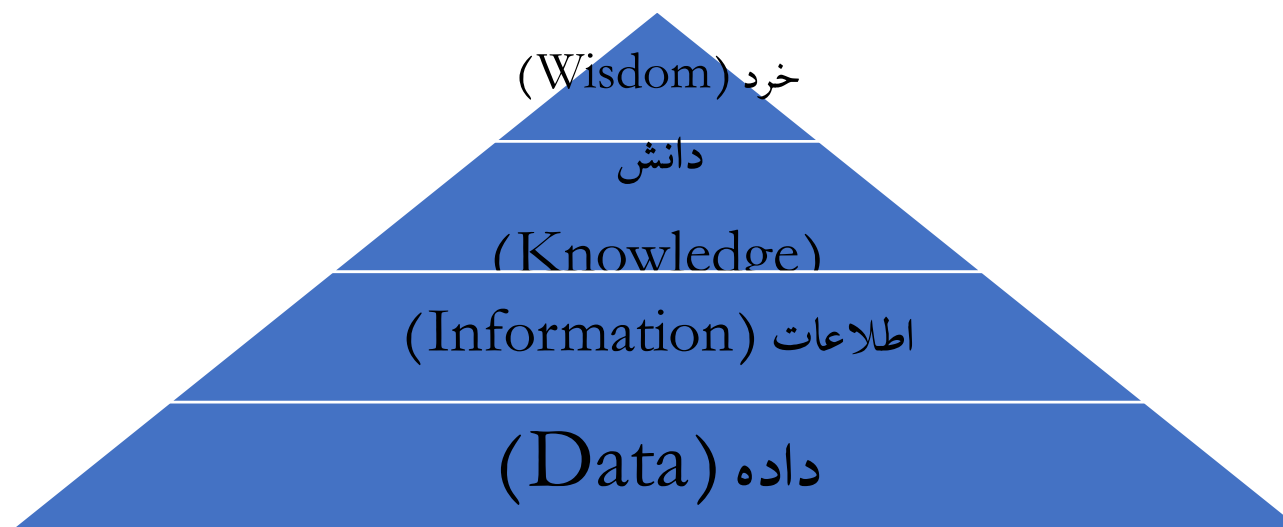 خرد (Wisdom)
دانش
(Knowledge)
اطلاعات (Information)
داده (Data)